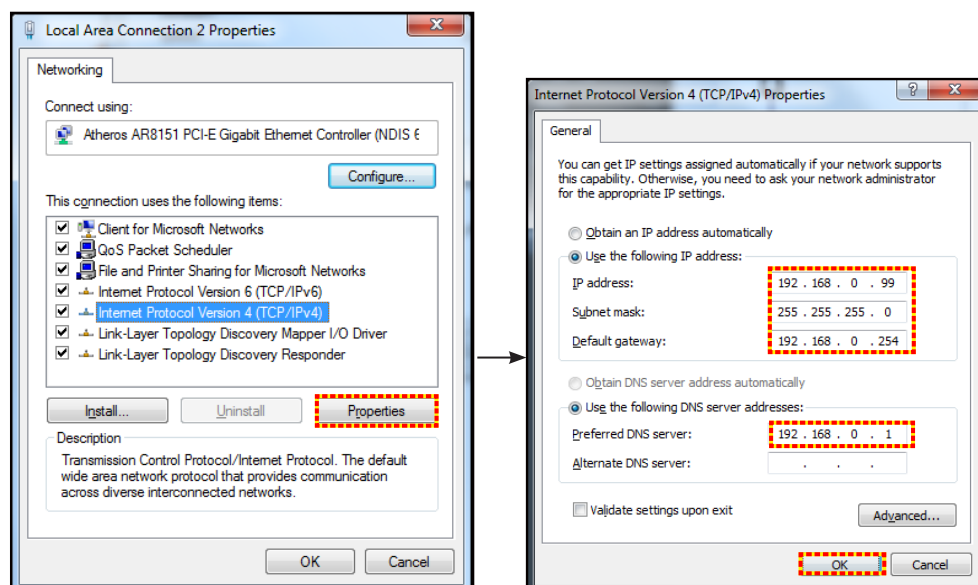 Local Area Connection 2 Properties
Networking
Connect using:
Atheros AR8151 PCI-E Gigabit Ethernet Controller (NDIS 6
Configure...
This connection uses the following items:
Client for Microsoft Networks
QoS Packet Scheduler
File and Printer Sharing for Microsoft Networks
Internet Protocol Version 6 (TCP/IPv6)
Internet Protocol Version 4 (TCP/IPv4)
Link-Layer Topology Discovery Mapper I/O Driver
Link-Layer Topology Discovery Responder
Install...
Uninstall
Properties
Description
Transmission Control Protocol/Internet Protocol. The default
wide area network protocol that provides communication
across diverse interconnected networks.
OK
Cancel
Internet Protocol Version 4 (TCP/IPv4) Properties
General
You can get IP settings assigned automatically if your network supports
this capability. Otherwise, you need to ask your network administrator
for the appropriate IP settings.
Obtain an IP address automatically
Use the following IP address:
IP address: 192 . 168 . 0 . 99
Subnet mask: 255 . 255 . 255 . 0
Default gateway: 192 . 168 . 0 . 254
Obtain DNS server address automatically
Use the following DNS server addresses:
Preferred DNS server: 192 . 168 . 0 . 1
Alternate DNS server: . . .
Validate settings upon exit
Advanced...
OK
Cancel